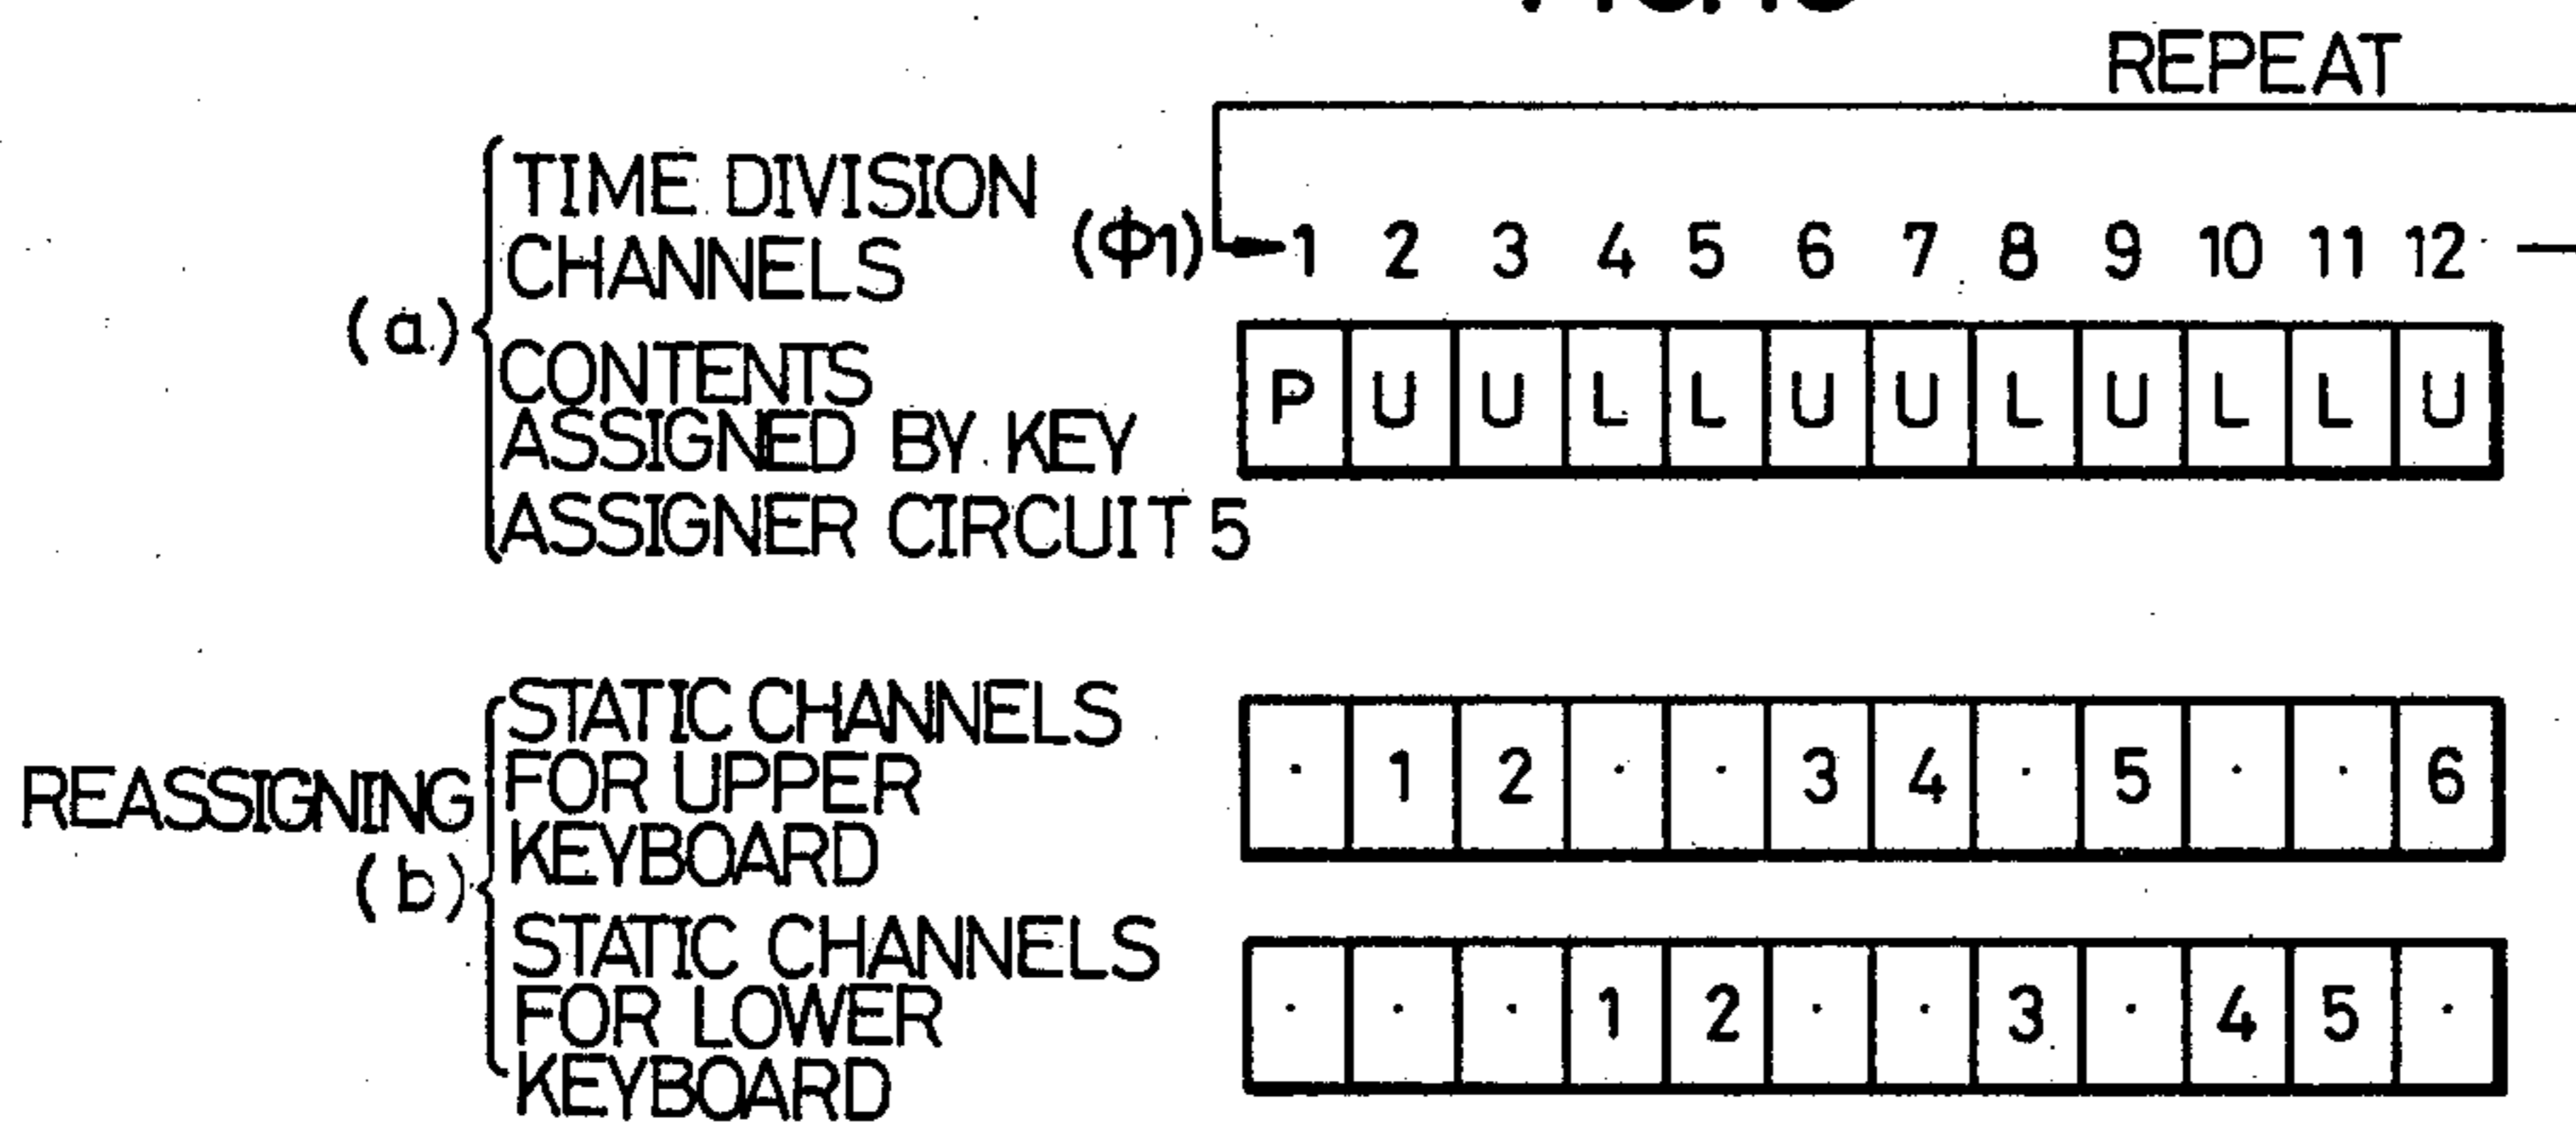 REPEAT
(a) TIME DIVISION
CHANNELS (Φ1) 1 2 3 4 5 6 7 8 9 10 11 12
CONTENTS
ASSIGNED BY KEY
ASSIGNER CIRCUIT 5
P U U L L U U L U L L U
REASSIGNING
(b) STATIC CHANNELS
FOR UPPER
KEYBOARD
· 1 2 · · 3 4 · 5 · · 6
STATIC CHANNELS
FOR LOWER
KEYBOARD
· · · 1 2 · · 3 · 4 5 ·